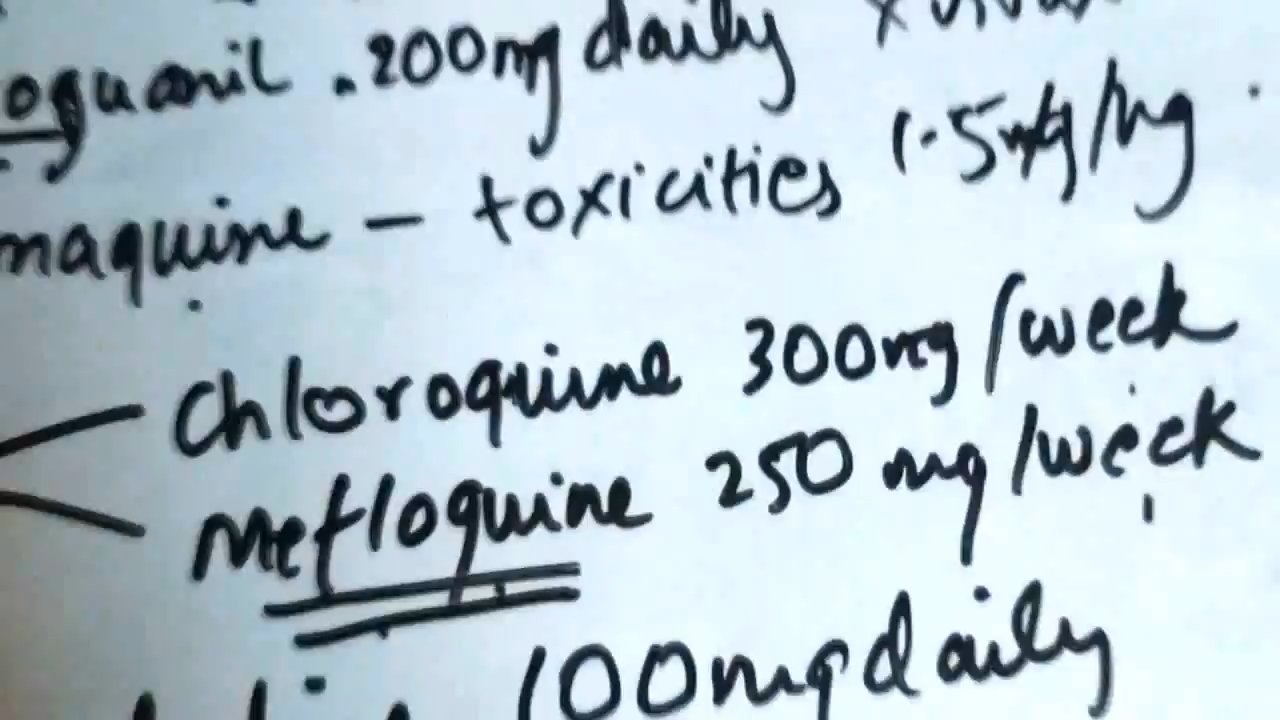 oguanil . 200mg daily x
maquine – toxicities 1.5mg/kg .
Chloroquine 300mg/week
Mefloquine 250 mg/week
100mg daily